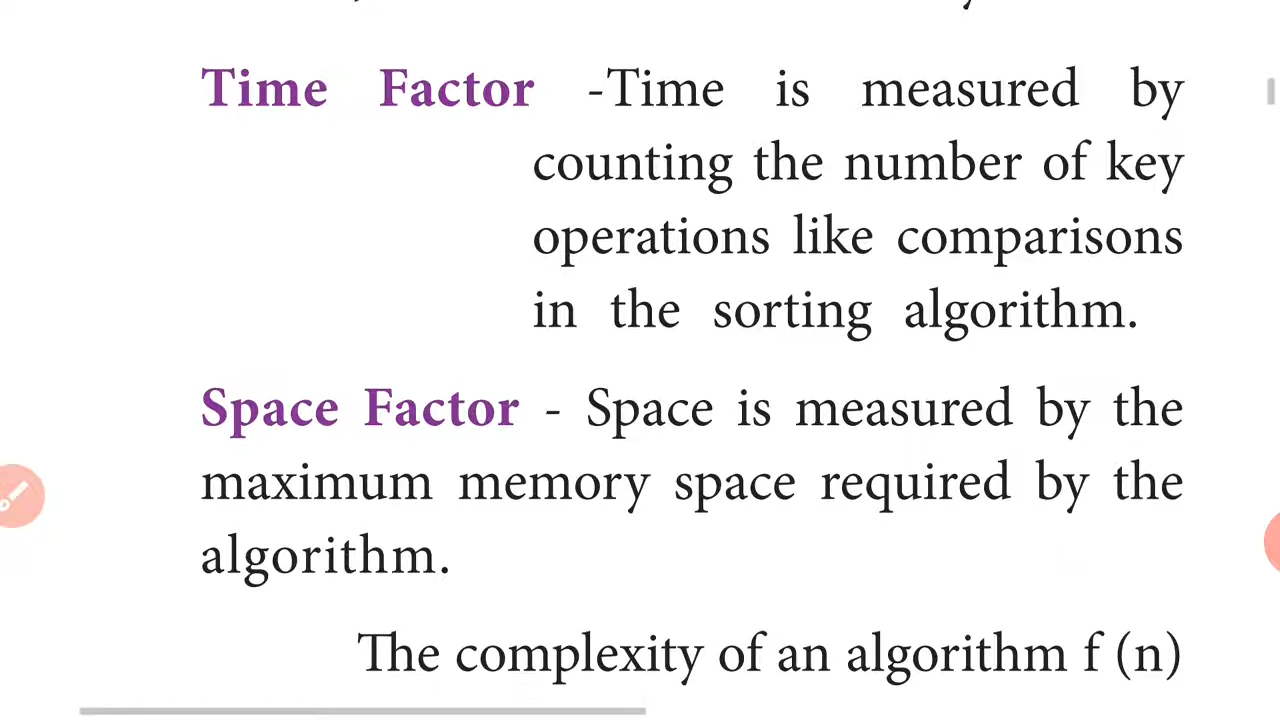 Time Factor -Time is measured by
counting the number of key
operations like comparisons
in the sorting algorithm.
Space Factor - Space is measured by the
maximum memory space required by the
algorithm.
The complexity of an algorithm f (n)